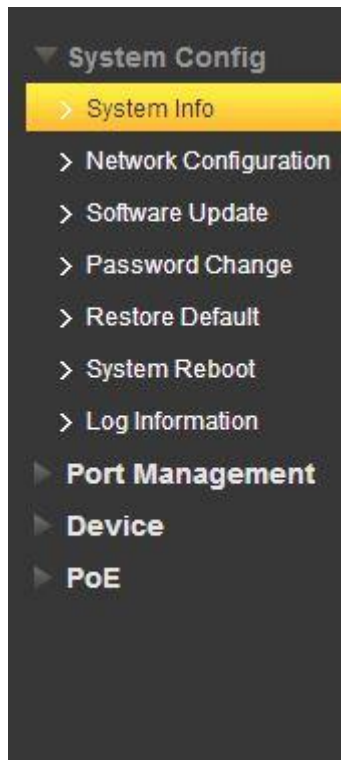 System Config
System Info
Network Configuration
Software Update
Password Change
Restore Default
System Reboot
Log Information
Port Management
Device
PoE